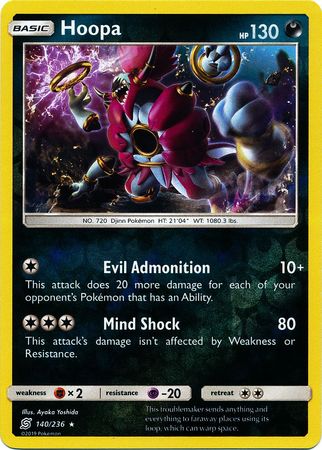 BASIC Hoopa HP 130
NO. 720 Djinn Pokémon HT: 21'04" WT: 1080.3 lbs.
Evil Admonition 10+
This attack does 20 more damage for each of your
opponent's Pokémon that has an Ability.
Mind Shock 80
This attack's damage isn't affected by Weakness or
Resistance.
weakness × 2 resistance -20 retreat
Illus. Ayaka Yoshida
140/236
©2019 Pokémon
This troublemaker sends anything and
everything to faraway places using
its loop, which can warp space.